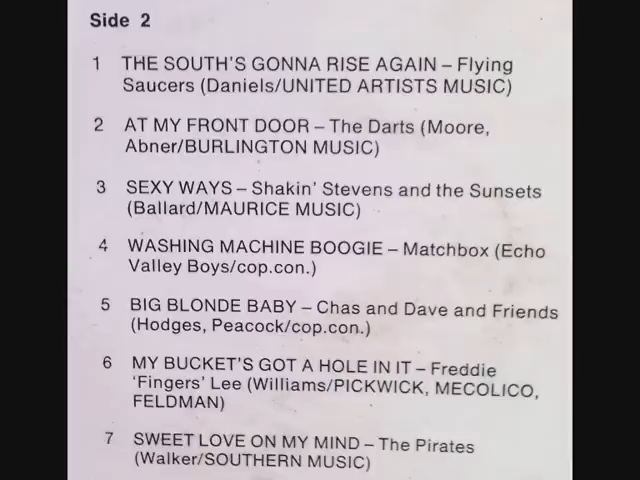 Side 2
1 THE SOUTH'S GONNA RISE AGAIN – Flying
Saucers (Daniels/UNITED ARTISTS MUSIC)
2 AT MY FRONT DOOR – The Darts (Moore,
Abner/BURLINGTON MUSIC)
3 SEXY WAYS – Shakin' Stevens and the Sunsets
(Ballard/MAURICE MUSIC)
4 WASHING MACHINE BOOGIE – Matchbox (Echo
Valley Boys/cop.con.)
5 BIG BLONDE BABY – Chas and Dave and Friends
(Hodges, Peacock/cop.con.)
6 MY BUCKET'S GOT A HOLE IN IT – Freddie
'Fingers' Lee (Williams/PICKWICK, MECOLICO,
FELDMAN)
7 SWEET LOVE ON MY MIND – The Pirates
(Walker/SOUTHERN MUSIC)